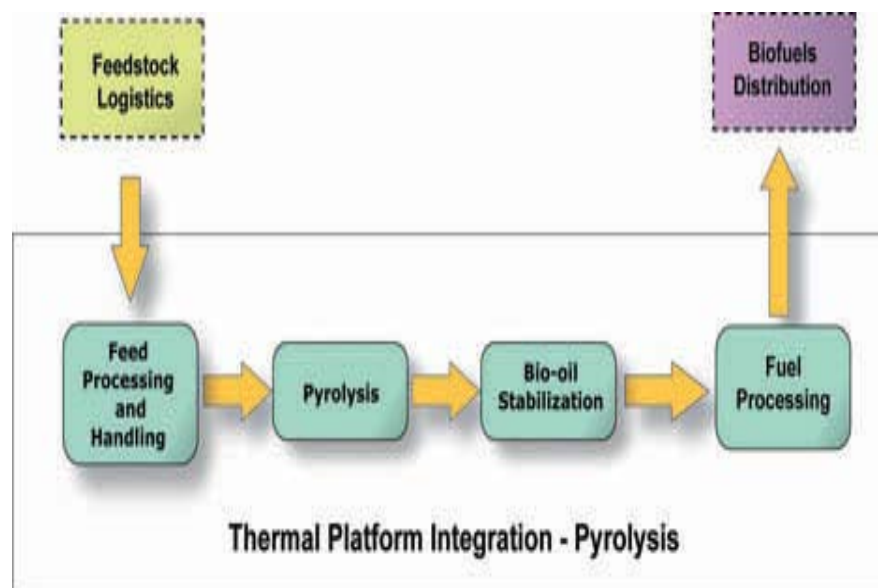 Feedstock
Logistics
Biofuels
Distribution
Feed
Processing
and
Handling
Pyrolysis
Bio-oil
Stabilization
Fuel
Processing
Thermal Platform Integration - Pyrolysis